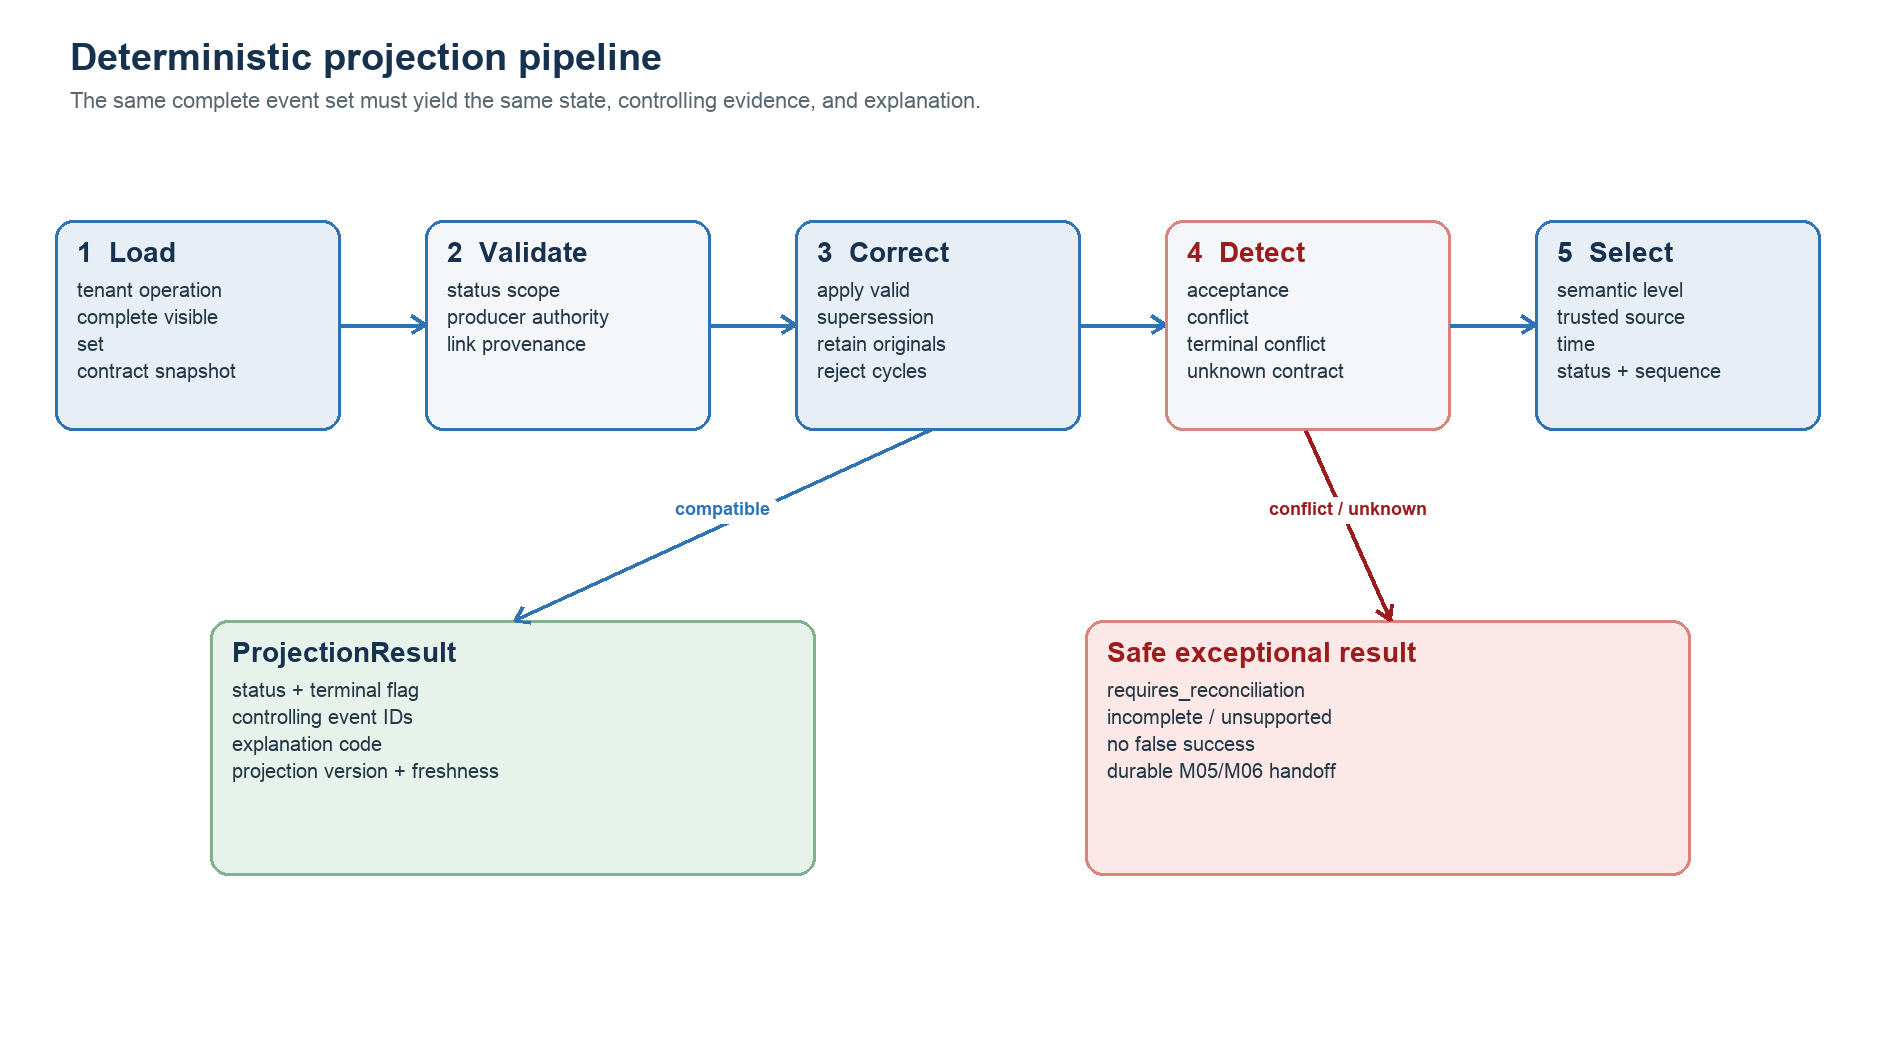 Deterministic projection pipeline
The same complete event set must yield the same state, controlling evidence, and explanation.
1 Load
tenant operation
complete visible
set
contract snapshot
2 Validate
status scope
producer authority
link provenance
3 Correct
apply valid
supersession
retain originals
reject cycles
4 Detect
acceptance
conflict
terminal conflict
unknown contract
5 Select
semantic level
trusted source
time
status + sequence
compatible
conflict / unknown
ProjectionResult
status + terminal flag
controlling event IDs
explanation code
projection version + freshness
Safe exceptional result
requires_reconciliation
incomplete / unsupported
no false success
durable M05/M06 handoff